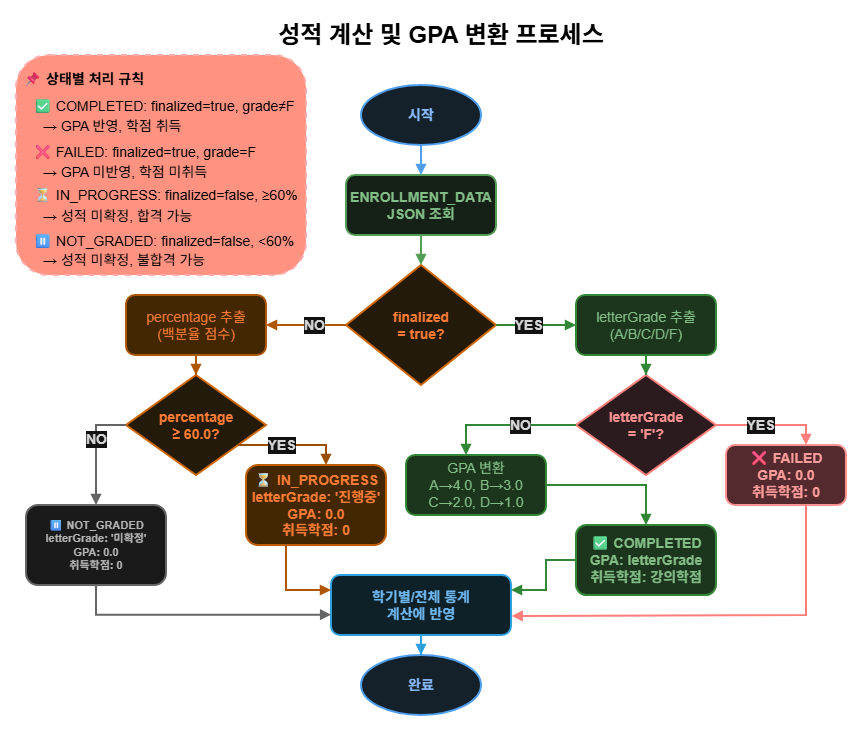 성적 계산 및 GPA 변환 프로세스
📌 상태별 처리 규칙
✅ COMPLETED: finalized=true, grade≠F
→ GPA 반영, 학점 취득
❌ FAILED: finalized=true, grade=F
→ GPA 미반영, 학점 미취득
⏳ IN_PROGRESS: finalized=false, ≥60%
→ 성적 미확정, 합격 가능
⏸️ NOT_GRADED: finalized=false, <60%
→ 성적 미확정, 불합격 가능
시작
ENROLLMENT_DATA
JSON 조회
finalized
= true?
NO
YES
percentage 추출
(백분율 점수)
letterGrade 추출
(A/B/C/D/F)
percentage
≥ 60.0?
NO
YES
letterGrade
= 'F'?
NO
YES
⏸️ NOT_GRADED
letterGrade: '미확정'
GPA: 0.0
취득학점: 0
⏳ IN_PROGRESS
letterGrade: '진행중'
GPA: 0.0
취득학점: 0
GPA 변환
A→4.0, B→3.0
C→2.0, D→1.0
❌ FAILED
GPA: 0.0
취득학점: 0
✅ COMPLETED
GPA: letterGrade
취득학점: 강의학점
학기별/전체 통계
계산에 반영
완료